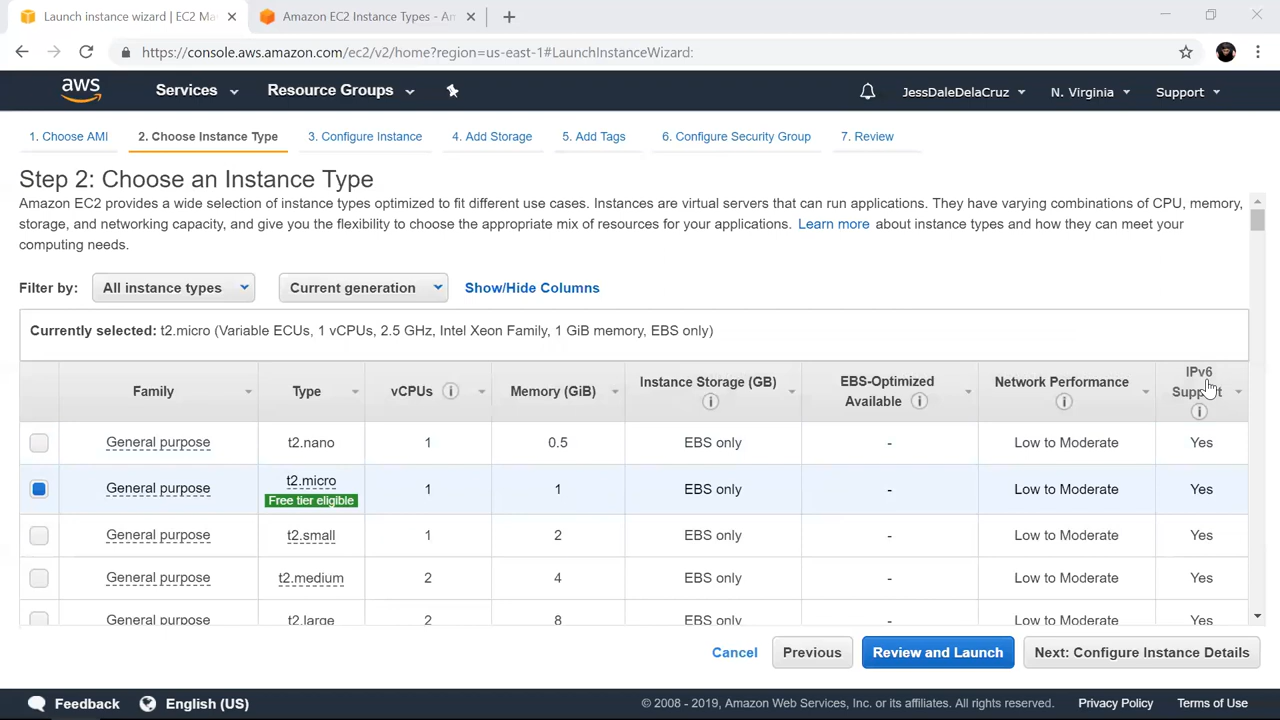 Launch instance wizard | EC2 Ma
Amazon EC2 Instance Types - Am
https://console.aws.amazon.com/ec2/v2/home?region=us-east-1#LaunchInstanceWizard:
aws Services Resource Groups JessDaleDelaCruz N. Virginia Support
1. Choose AMI 2. Choose Instance Type 3. Configure Instance 4. Add Storage 5. Add Tags 6. Configure Security Group 7. Review
Step 2: Choose an Instance Type
Amazon EC2 provides a wide selection of instance types optimized to fit different use cases. Instances are virtual servers that can run applications. They have varying combinations of CPU, memory,
storage, and networking capacity, and give you the flexibility to choose the appropriate mix of resources for your applications. Learn more about instance types and how they can meet your
computing needs.
Filter by: All instance types Current generation Show/Hide Columns
Currently selected: t2.micro (Variable ECUs, 1 vCPUs, 2.5 GHz, Intel Xeon Family, 1 GiB memory, EBS only)
Family Type vCPUs Memory (GiB) Instance Storage (GB) EBS-Optimized Available Network Performance IPv6 Support
General purpose t2.nano 1 0.5 EBS only - Low to Moderate Yes
General purpose t2.micro Free tier eligible 1 1 EBS only - Low to Moderate Yes
General purpose t2.small 1 2 EBS only - Low to Moderate Yes
General purpose t2.medium 2 4 EBS only - Low to Moderate Yes
General purpose t2.large 2 8 EBS only - Low to Moderate Yes
Cancel Previous Review and Launch Next: Configure Instance Details
Feedback English (US) © 2008 - 2019, Amazon Web Services, Inc. or its affiliates. All rights reserved. Privacy Policy Terms of Use